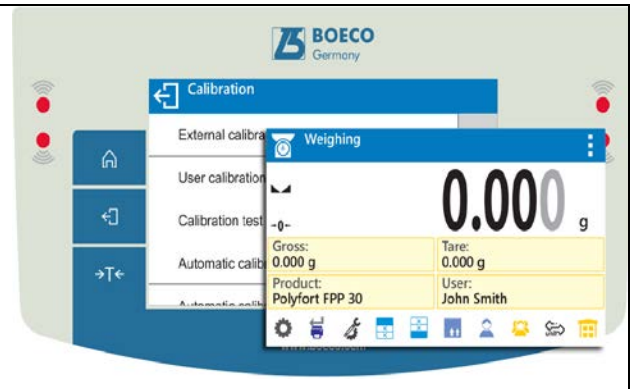 BOECO
Germany
Calibration
External calibra
User calibration
Calibration test
Automatic calib
Weighing
0.000 g
-0-
Gross:
0.000 g
Tare:
0.000 g
Product:
Polyfort FPP 30
User:
John Smith
→T←